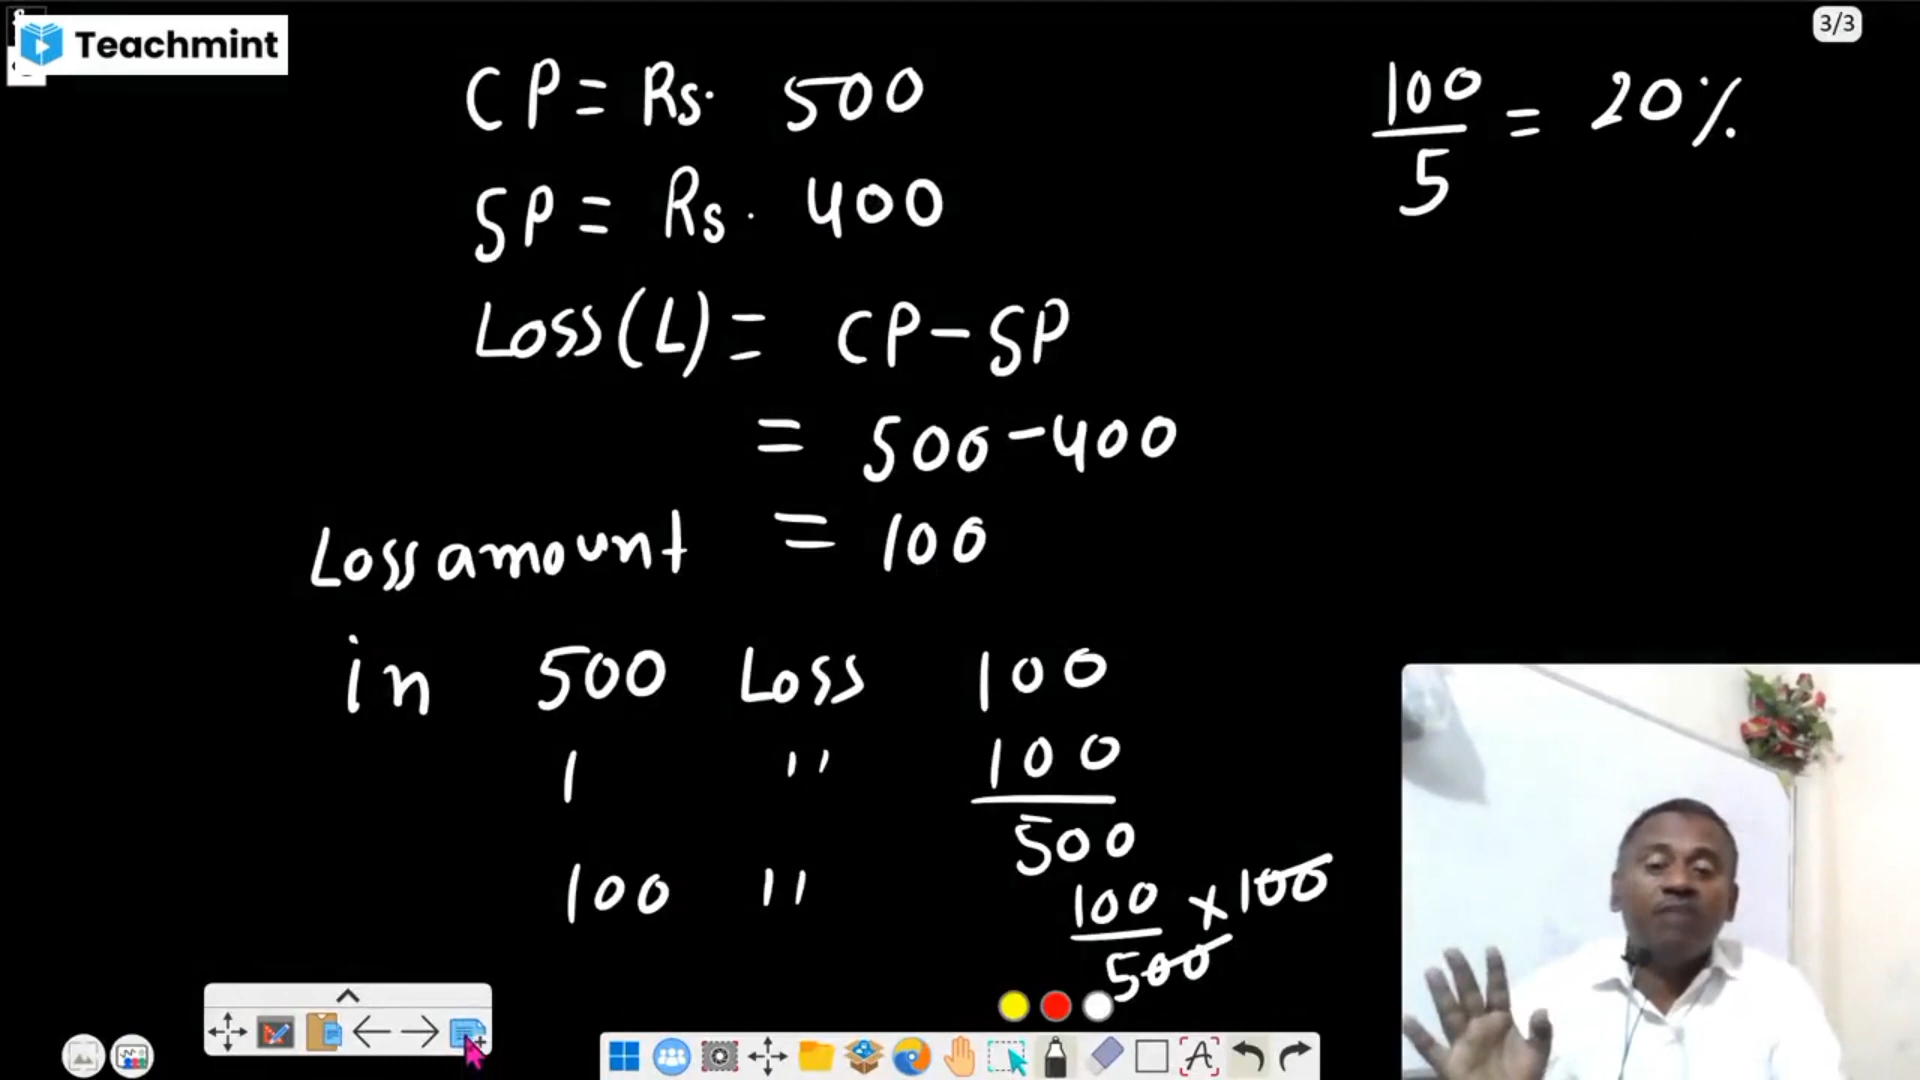 Teachmint
3/3
CP = Rs. 500
SP = Rs. 400
Loss(L) = CP - SP
= 500 - 400
Loss amount = 100
in 500 Loss 100
1 " 100/500
100 " 100/500 × 100
100/5 = 20%